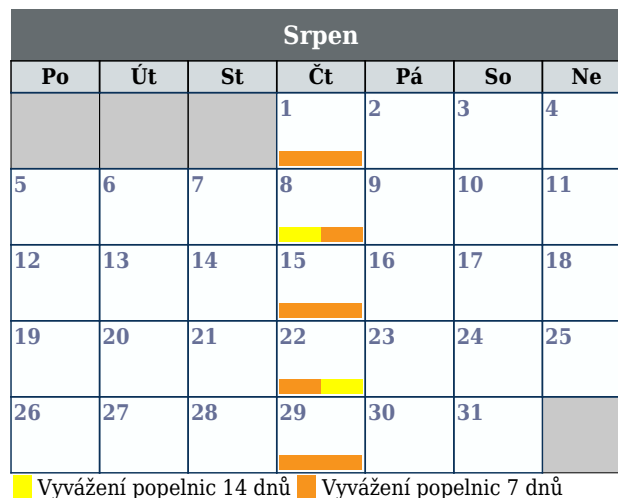 Srpen
Po Út St Čt Pá So Ne
1 2 3 4
5 6 7 8 9 10 11
12 13 14 15 16 17 18
19 20 21 22 23 24 25
26 27 28 29 30 31
Vyvážení popelnic 14 dnů Vyvážení popelnic 7 dnů